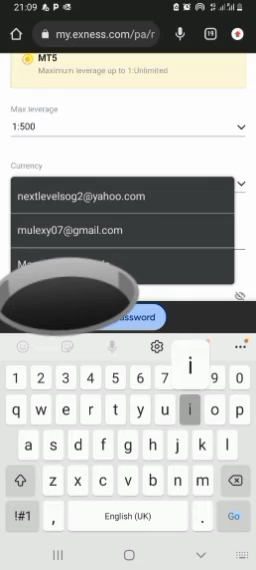 21:09
my.exness.com/pa/r
19
MT5
Maximum leverage up to 1:Unlimited
Max leverage
1:500
Currency
nextlevelsog2@yahoo.com
mulexy07@gmail.com
assword
i
1 2 3 4 5 6 7 9 0
q w e r t y u i o p
a s d f g h j k l
z x c v b n m
!#1 , English (UK) . Go